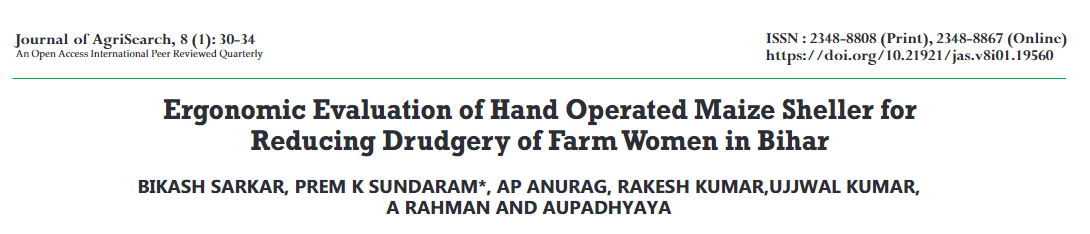 Journal of AgriSearch, 8 (1): 30-34
An Open Access International Peer Reviewed Quarterly
ISSN : 2348-8808 (Print), 2348-8867 (Online)
https://doi.org/10.21921/jas.v8i01.19560
Ergonomic Evaluation of Hand Operated Maize Sheller for
Reducing Drudgery of Farm Women in Bihar
BIKASH SARKAR, PREM K SUNDARAM*, AP ANURAG, RAKESH KUMAR,UJJWAL KUMAR,
A RAHMAN AND AUPADHYAYA